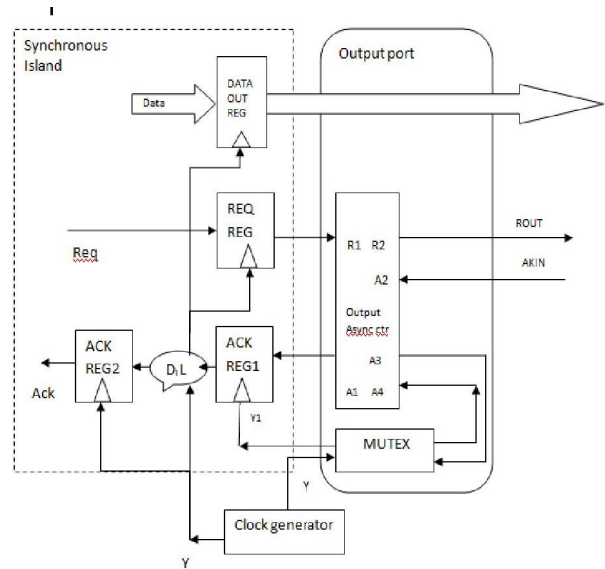 Synchronous
Island
Output port
DATA
OUT
REG
Data
REQ
REG
Req
R1 R2
ROUT
AKIN
A2
Output
Async ctr
A3
A1 A4
ACK
REG2
DıL
ACK
REG1
Ack
Y1
MUTEX
Y
Clock generator
Y